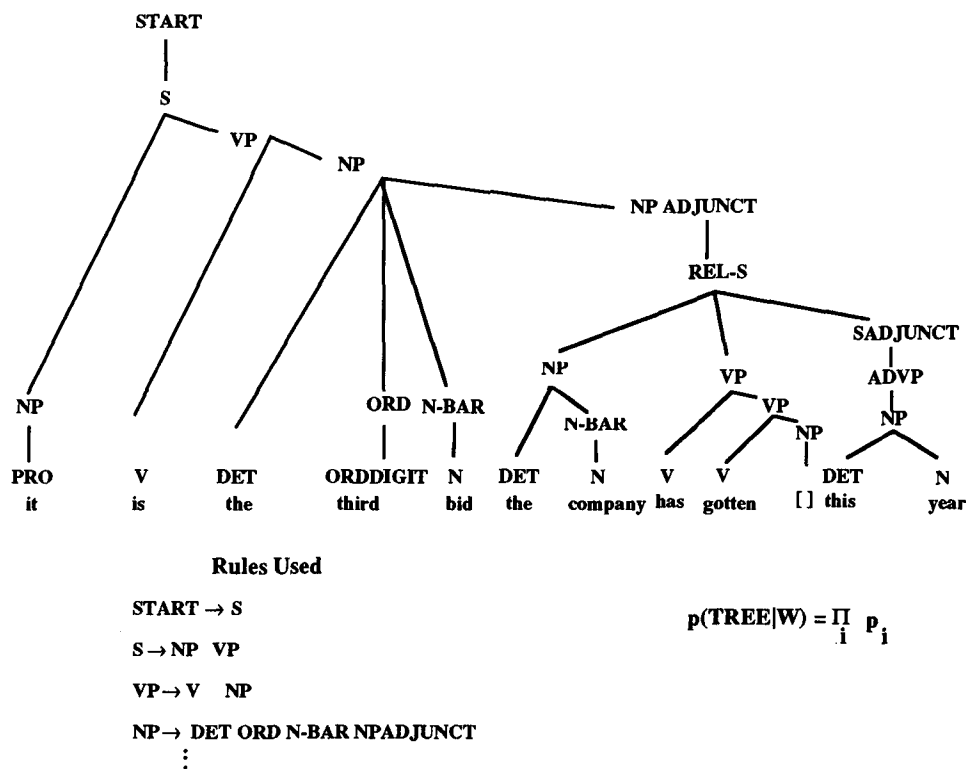 START
S
VP
NP
NP ADJUNCT
REL-S
SADJUNCT
NP VP ADVP
NP ORD N-BAR N-BAR VP NP NP
PRO V DET ORDDIGIT N DET N V V [ ] DET N
it is the third bid the company has gotten this year
Rules Used
START → S
S → NP VP
VP → V NP
NP → DET ORD N-BAR NPADJUNCT
⋮
p(TREE|W) = Π p i
i